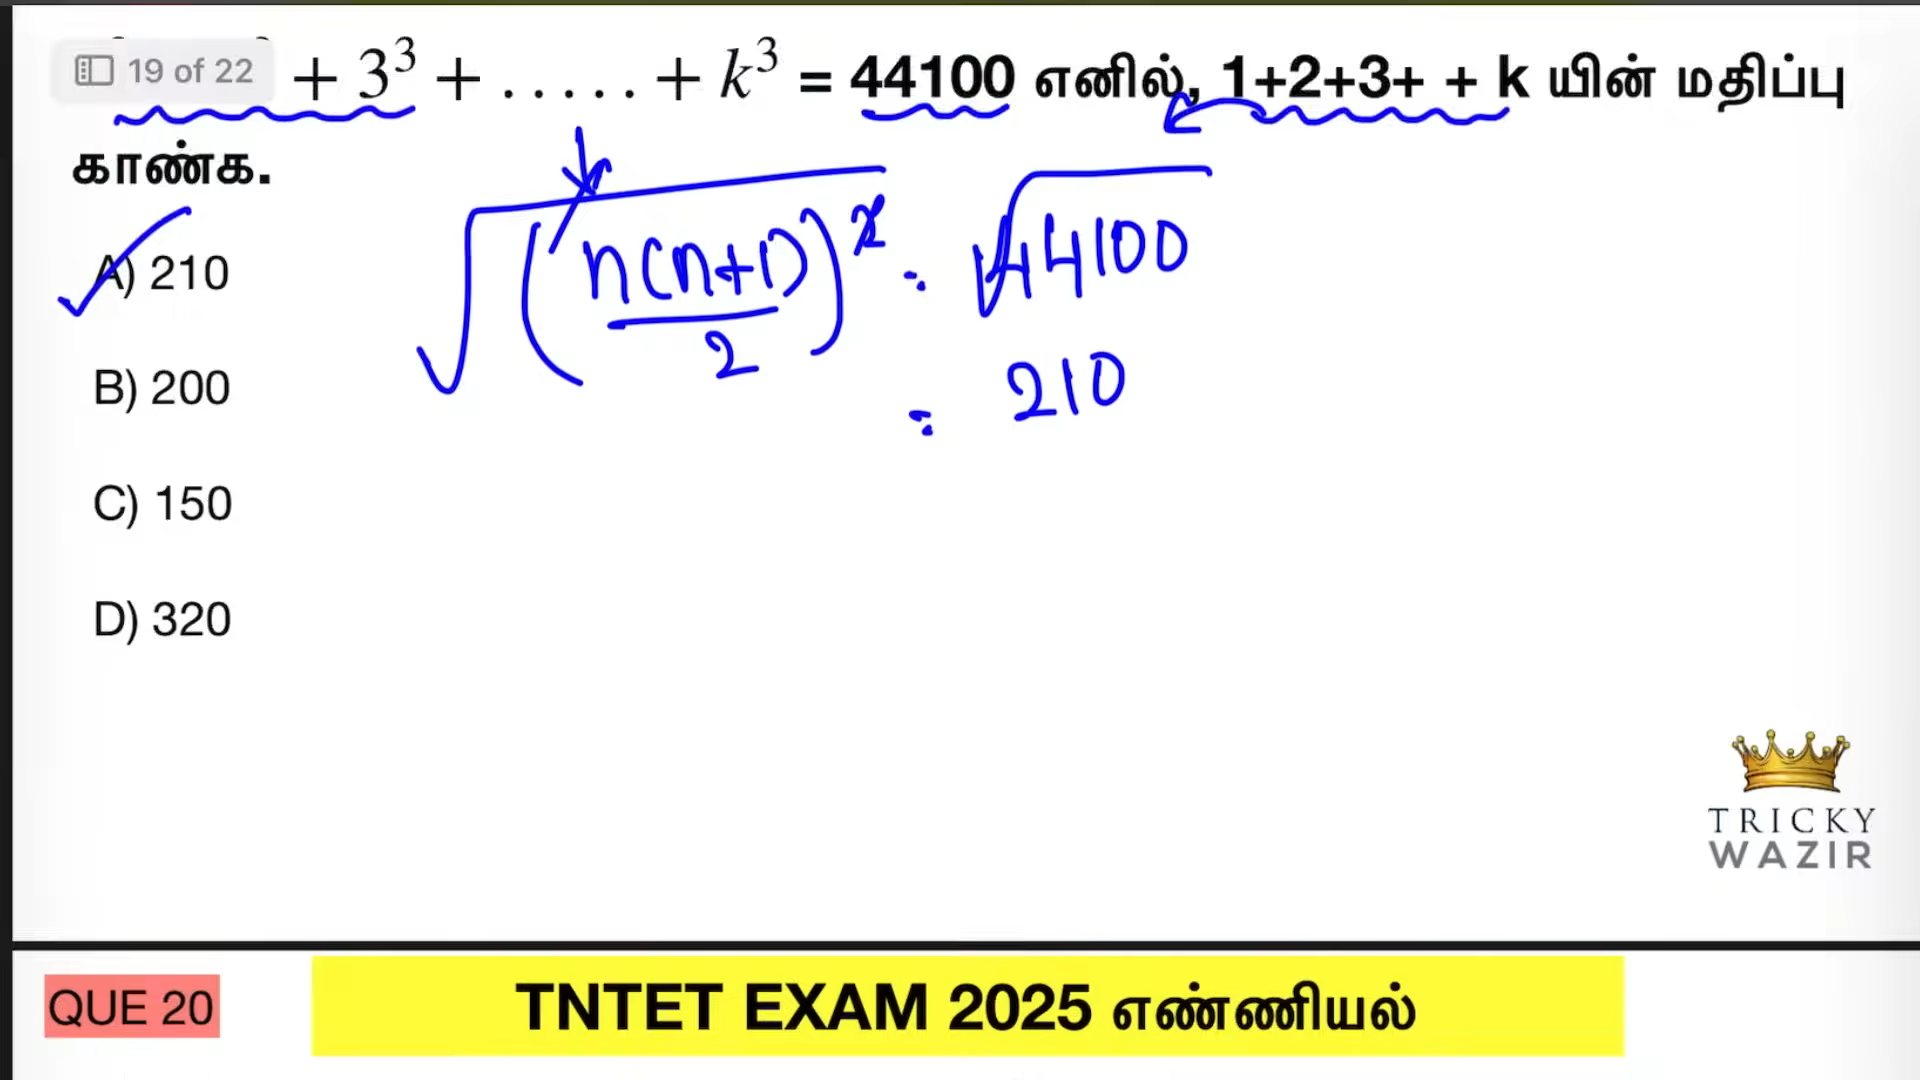 19 of 22 + 3³ + ..... + k³ = 44100 எனில், 1+2+3+ + k யின் மதிப்பு
காண்க.
√(n(n+1)/2)² = √44100
= 210
A) 210
B) 200
C) 150
D) 320
TRICKY
WAZIR
QUE 20
TNTET EXAM 2025 எண்ணியல்